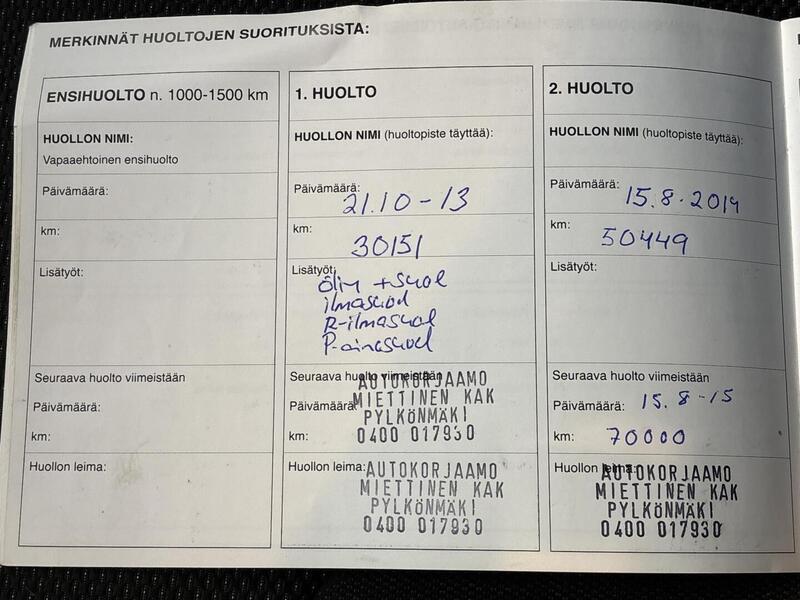 MERKINNÄT HUOLTOJEN SUORITUKSISTA:
ENSIHUOLTO n. 1000-1500 km
HUOLLON NIMI:
Vapaaehtoinen ensihuolto
Päivämäärä:
km:
Lisätyöt:
Seuraava huolto viimeistään
Päivämäärä:
km:
Huollon leima:
1. HUOLTO
HUOLLON NIMI (huoltopiste täyttää):
Päivämäärä:
21.10-13
km:
30151
Lisätyöt:
öljy +suod
ilmasuod
R-ilmasuod
P-ainesuod
Seuraava huolto viimeistään
AUTOKORJAAMO
Päivämäärä: MIETTINEN KAK
PYLKÖNMÄKI
km: 0400 017930
Huollon leima: AUTOKORJAAMO
MIETTINEN KAK
PYLKÖNMÄKI
0400 017930
2. HUOLTO
HUOLLON NIMI (huoltopiste täyttää):
Päivämäärä: 15.8.2014
km:
50449
Lisätyöt:
Seuraava huolto viimeistään
Päivämäärä: 15.8-15
km: 70000
Huollon leima:
AUTOKORJAAMO
MIETTINEN KAK
PYLKÖNMÄKI
0400 017930